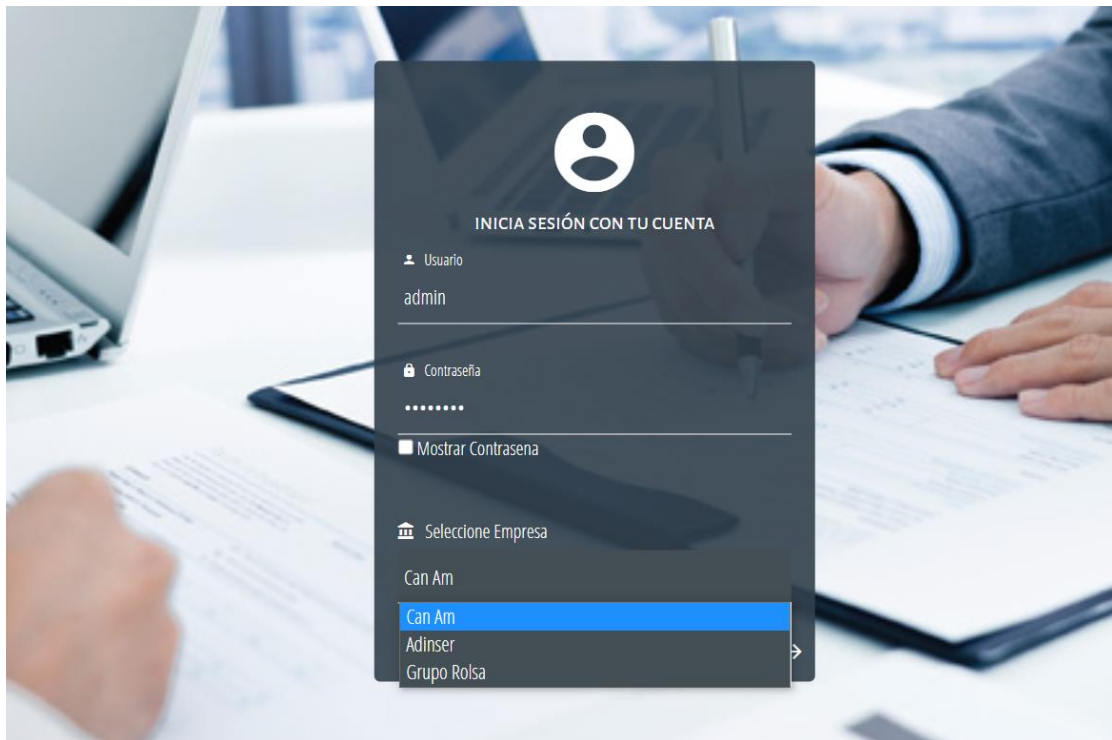 INICIA SESIÓN CON TU CUENTA
Usuario
admin
Contraseña
••••••••
Mostrar Contrasena
Seleccione Empresa
Can Am
Can Am
Adinser
Grupo Rolsa